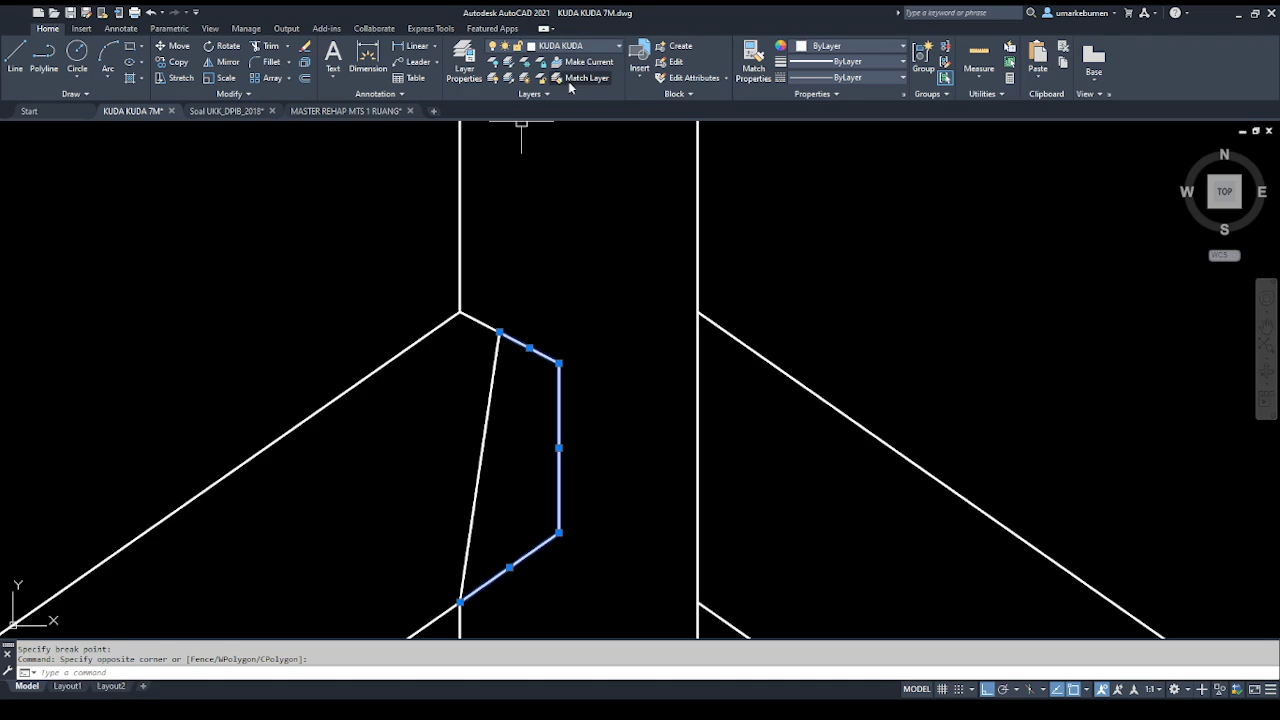 Autodesk AutoCAD 2021 KUDA KUDA 7M.dwg
Type a keyword or phrase
umarkebumen
Home Insert Annotate Parametric View Manage Output Add-ins Collaborate Express Tools Featured Apps
Line
Polyline
Circle
Arc
Move
Copy
Stretch
Rotate
Mirror
Scale
Trim
Fillet
Array
Text
Dimension
Linear
Leader
Table
Layer
Properties
KUDA KUDA
Make Current
Match Layer
Insert
Create
Edit
Edit Attributes
Match
Properties
ByLayer
ByLayer
ByLayer
Group
Measure
Paste
Base
Draw
Modify
Annotation
Layers
Block
Properties
Groups
Utilities
Clipboard
View
Start
KUDA KUDA 7M*
Soal UKK_DPIB_2018*
MASTER REHAP MTS 1 RUANG*
N
W
TOP
E
S
WCS
Y
X
Specify break point:
Command: Specify opposite corner or [Fence/WPolygon/CPolygon]:
Type a command
Model
Layout1
Layout2
MODEL
1:1